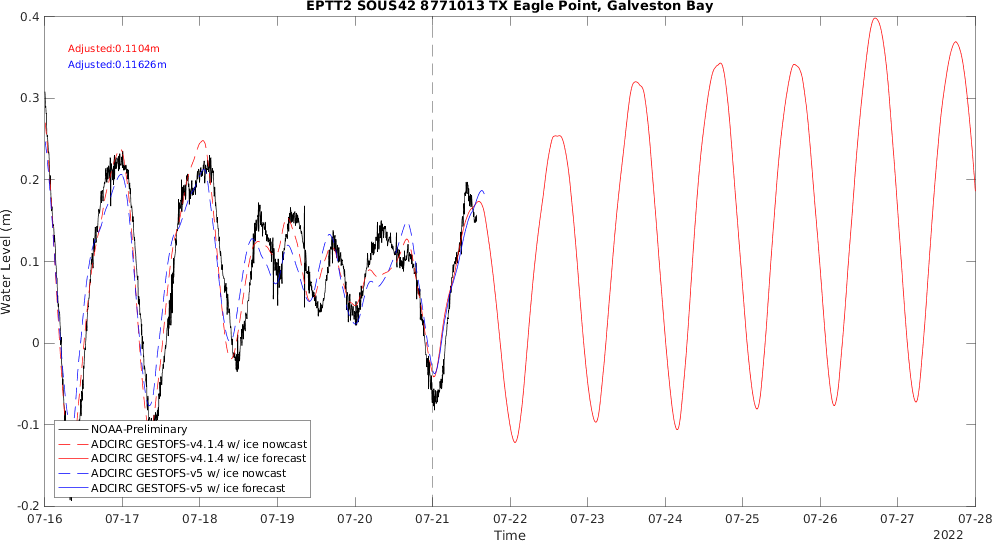 EPTT2 SOUS42 8771013 TX Eagle Point, Galveston Bay
Adjusted:0.1104m
Adjusted:0.11626m
0.4
0.3
0.2
0.1
0
-0.1
-0.2
Water Level (m)
NOAA-Preliminary
ADCIRC GESTOFS-v4.1.4 w/ ice nowcast
ADCIRC GESTOFS-v4.1.4 w/ ice forecast
ADCIRC GESTOFS-v5 w/ ice nowcast
ADCIRC GESTOFS-v5 w/ ice forecast
07-16 07-17 07-18 07-19 07-20 07-21 07-22 07-23 07-24 07-25 07-26 07-27 07-28
Time
2022